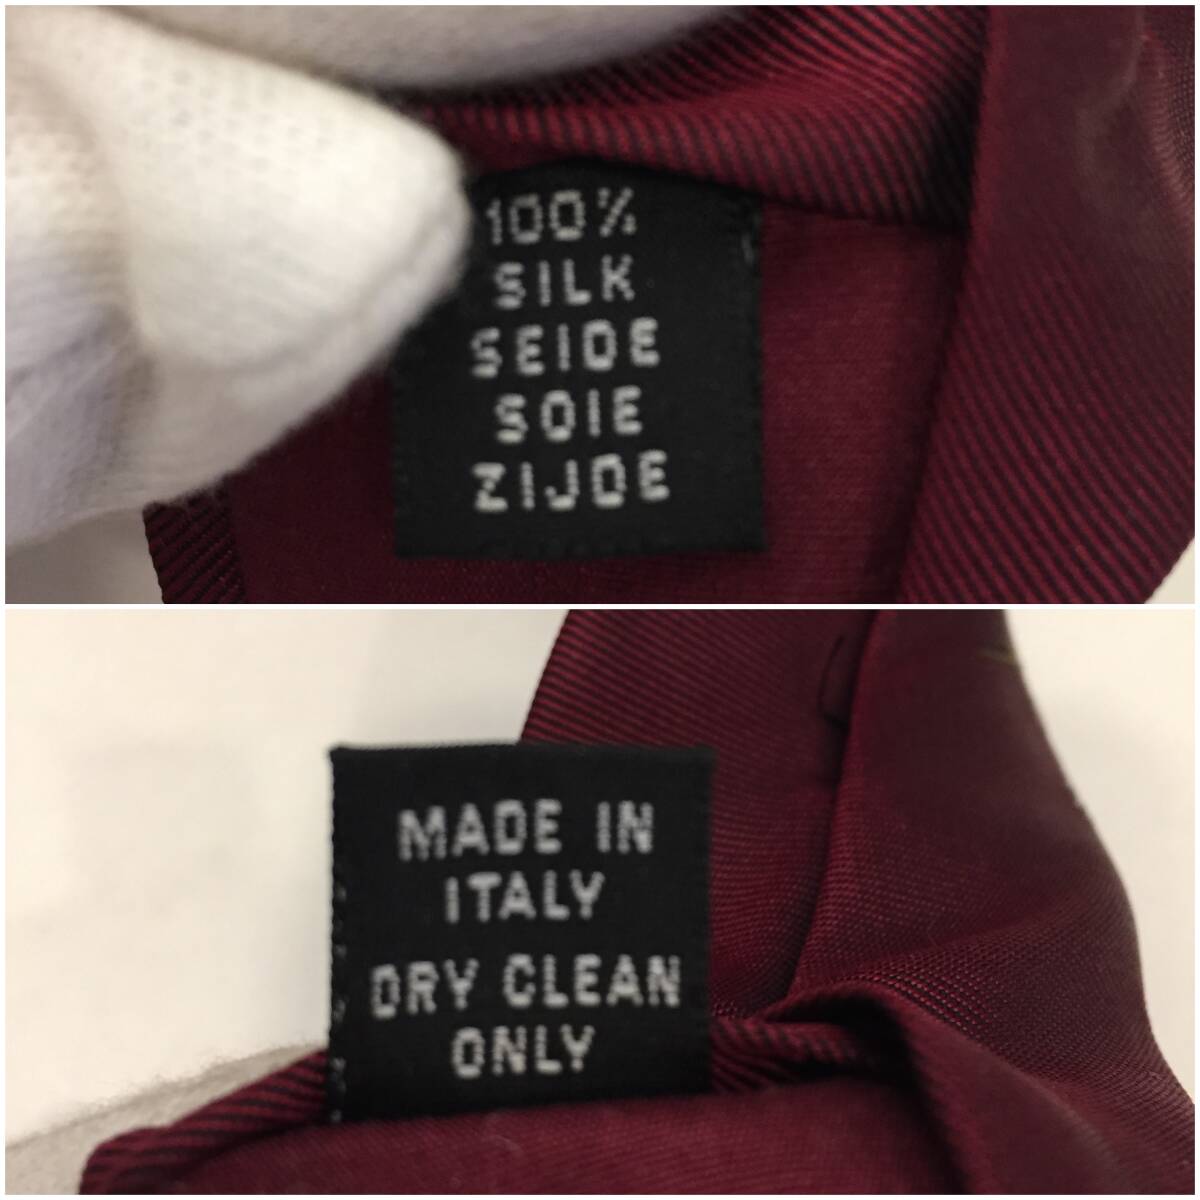 100%
SILK
SEIDE
SOIE
ZIJDE
MADE IN
ITALY
DRY CLEAN
ONLY